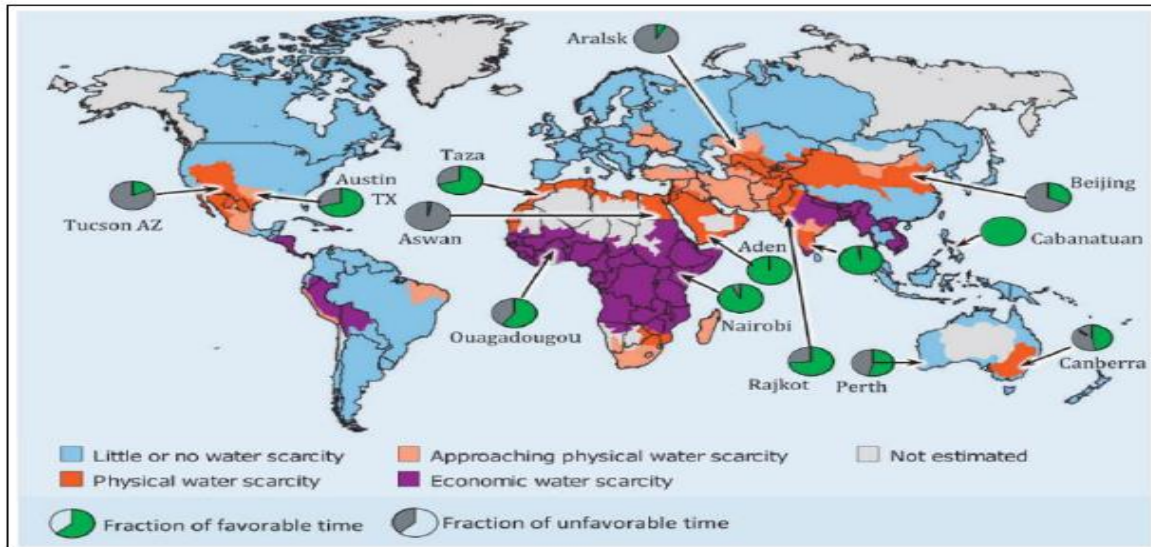 Aralsk
Taza
Austin
TX
Tucson AZ
Aswan
Beijing
Cabanatuan
Aden
Nairobi
Ouagadougou
Rajkot
Perth
Canberra
Little or no water scarcity
Approaching physical water scarcity
Not estimated
Physical water scarcity
Economic water scarcity
Fraction of favorable time
Fraction of unfavorable time